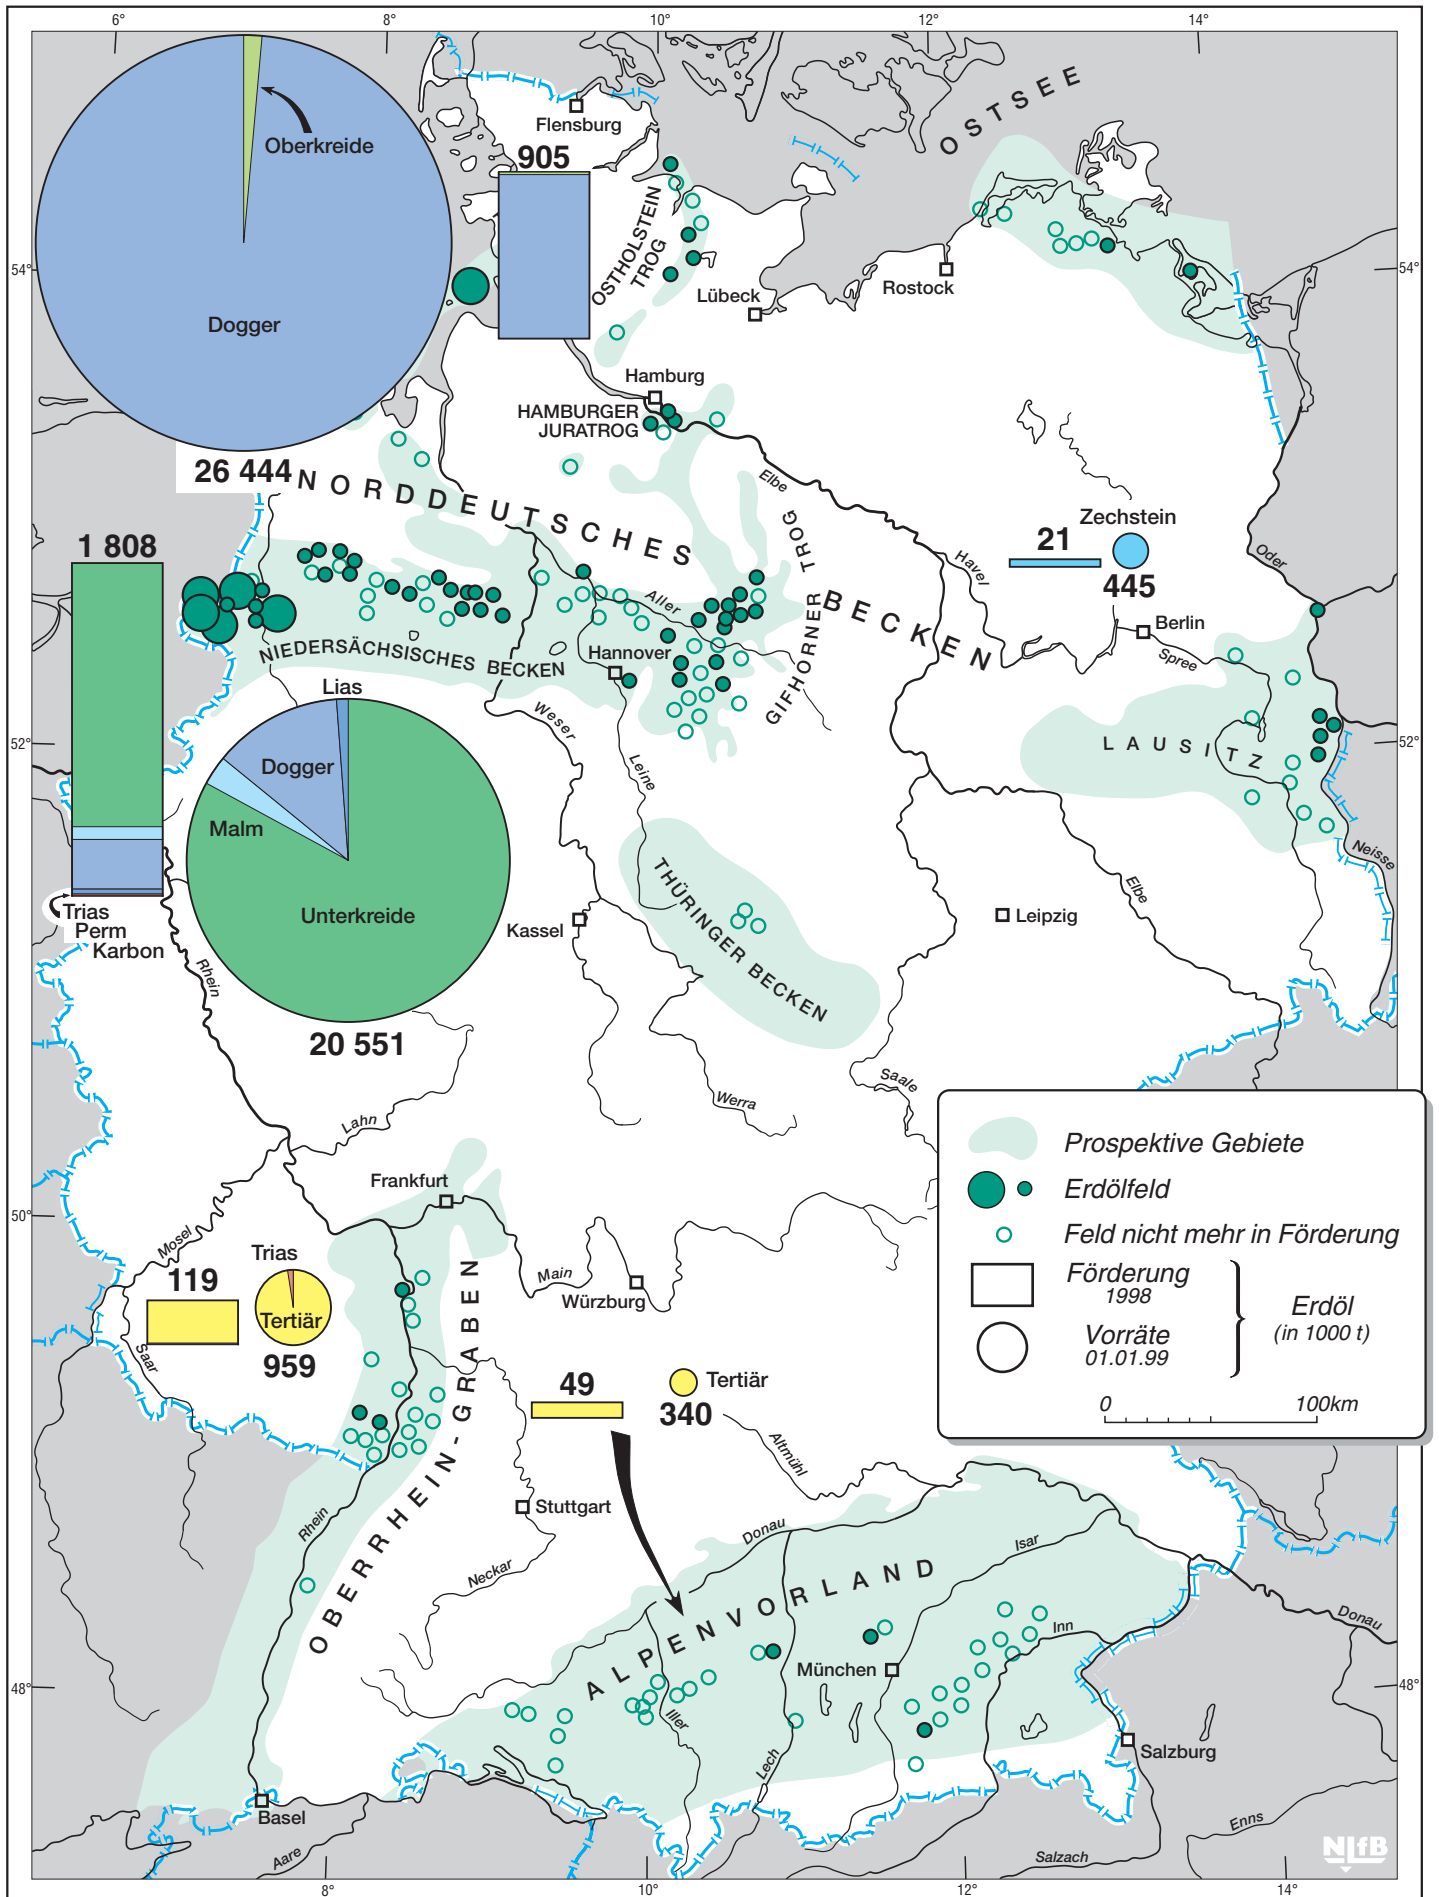 6°
8°
10°
12°
14°
OSTSEE
Flensburg
Oberkreide
905
OSTHOLSTEIN
TROG
54°
54°
Dogger
Lübeck
Rostock
Hamburg
HAMBURGER
JURATROG
26 444
NORDDEUTSCHES BECKEN
Elbe
GIFHORNER TROG
Zechstein
21
445
Havel
Oder
1 808
Aller
Berlin
Spree
NIEDERSÄCHSISCHES BECKEN
Hannover
Lias
Weser
Leine
LAUSITZ
52°
52°
Dogger
Malm
Unterkreide
20 551
Trias
Perm
Karbon
Rhein
THÜRINGER BECKEN
Kassel
Leipzig
Elbe
Neisse
Saale
Werra
Lahn
Prospektive Gebiete
Erdölfeld
Feld nicht mehr in Förderung
Förderung
1998
Vorräte
01.01.99
Erdöl
(in 1000 t)
0
100km
Frankfurt
50°
Mosel
Trias
119
Tertiär
959
Saar
Main
Würzburg
OBERRHEIN-GRABEN
49
Tertiär
340
Altmühl
Stuttgart
Rhein
Neckar
Donau
Isar
ALPENVORLAND
Inn
Donau
München
48°
48°
Iller
Lech
Salzburg
Basel
Aare
Enns
Salzach
NLfB
8°
10°
12°
14°